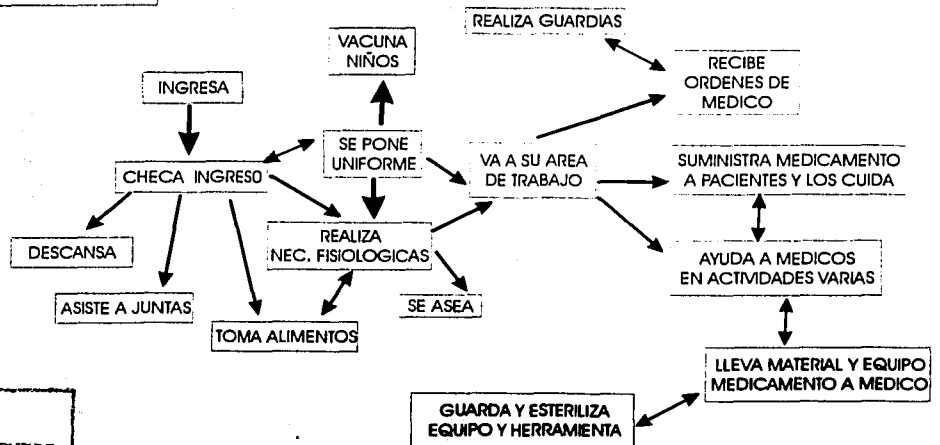 REALIZA GUARDIAS
VACUNA
NIÑOS
RECIBE
ORDENES DE
MEDICO
INGRESA
SE PONE
UNIFORME
VA A SU AREA
DE TRABAJO
SUMINISTRA MEDICAMENTO
A PACIENTES Y LOS CUIDA
CHECA INGRESO
REALIZA
NEC. FISIOLOGICAS
DESCANSA
AYUDA A MEDICOS
EN ACTIVIDADES VARIAS
ASISTE A JUNTAS
SE ASEA
TOMA ALIMENTOS
LLEVA MATERIAL Y EQUIPO
MEDICAMENTO A MEDICO
GUARDA Y ESTERILIZA
EQUIPO Y HERRAMIENTA